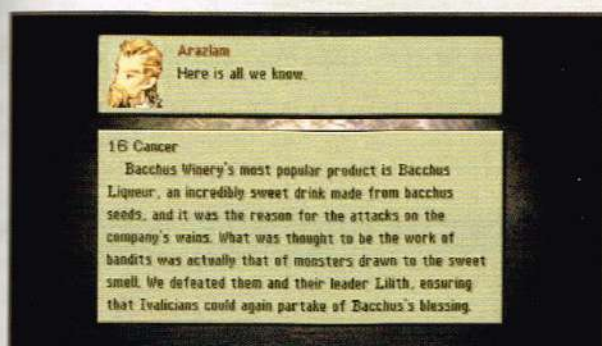 Arazlam
Here is all we know.
16 Cancer
Bacchus Winery's most popular product is Bacchus
Liqueur, an incredibly sweet drink made from bacchus
seeds, and it was the reason for the attacks on the
company's wains. What was thought to be the work of
bandits was actually that of monsters drawn to the sweet
smell. We defeated them and their leader Lilith, ensuring
that Ivalicians could again partake of Bacchus's blessing.